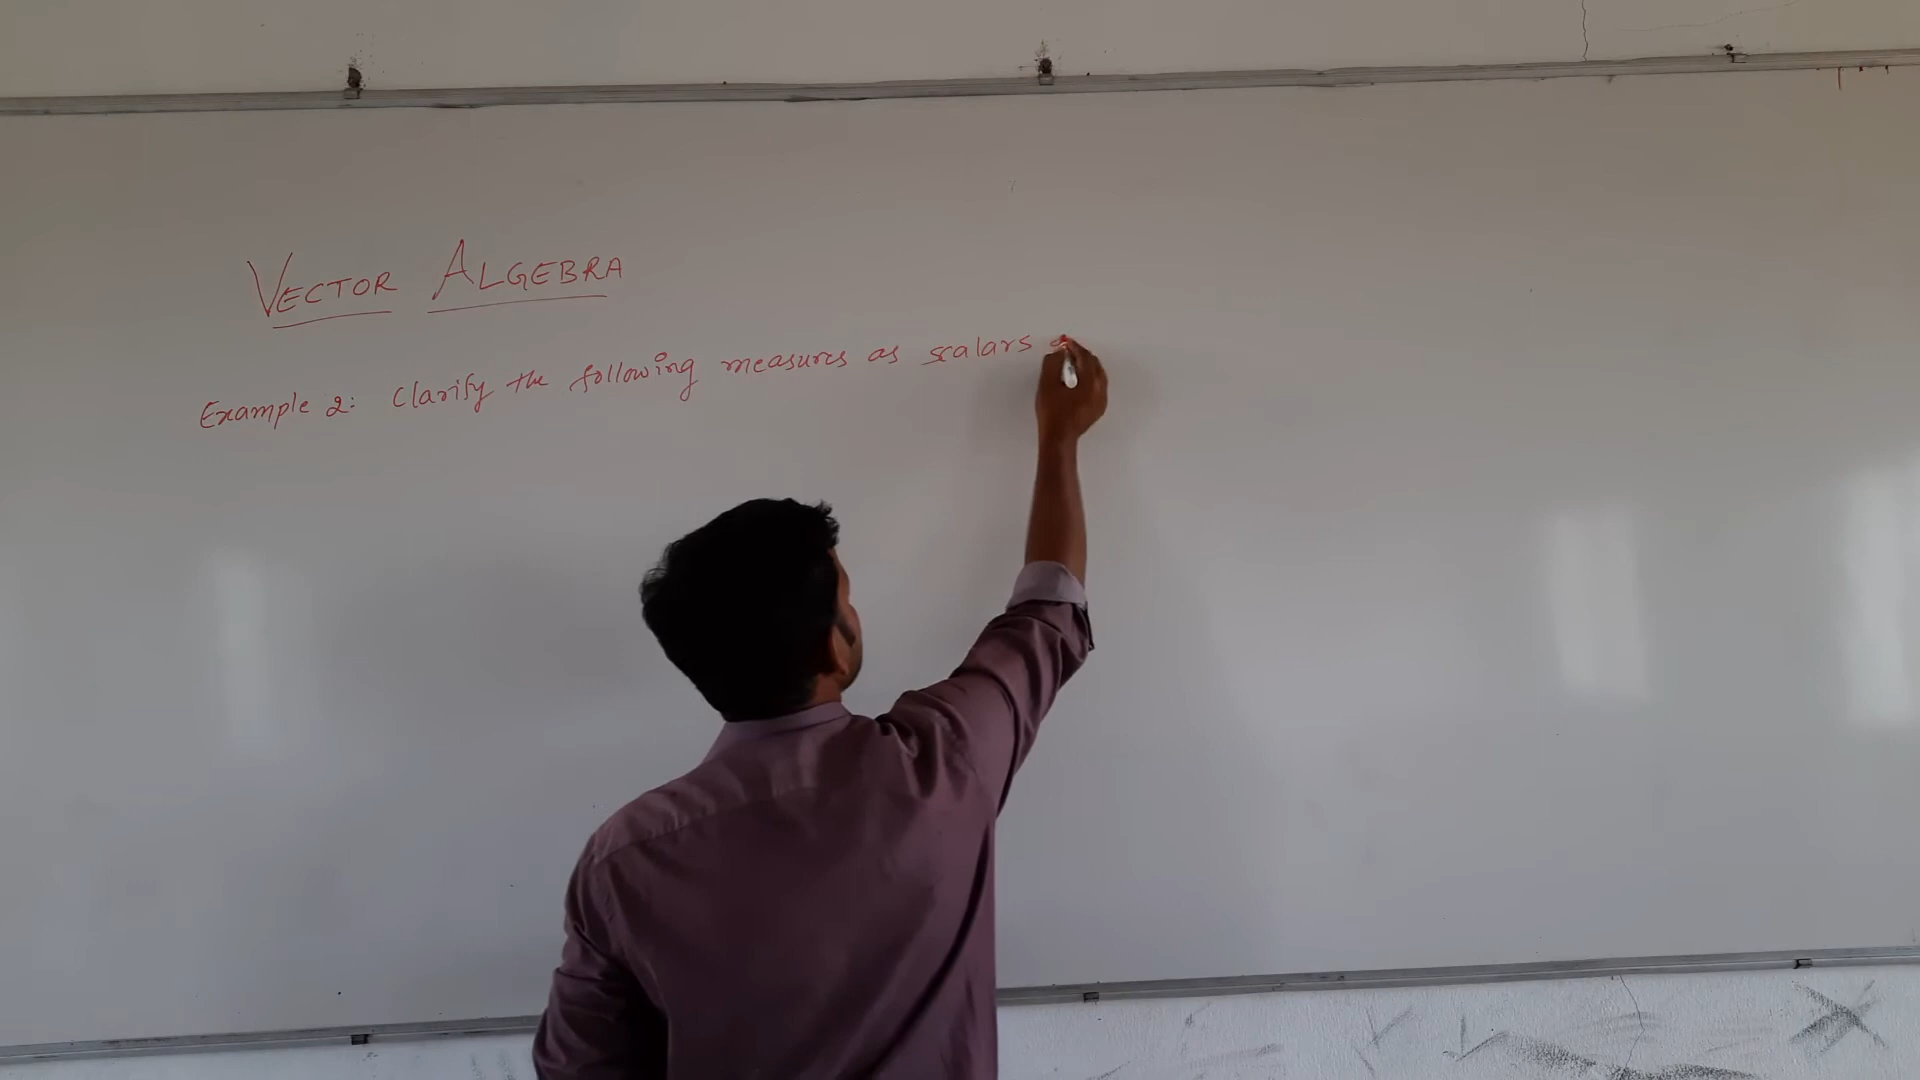 VECTOR ALGEBRA
Example 2: Clarify the following measures as scalars